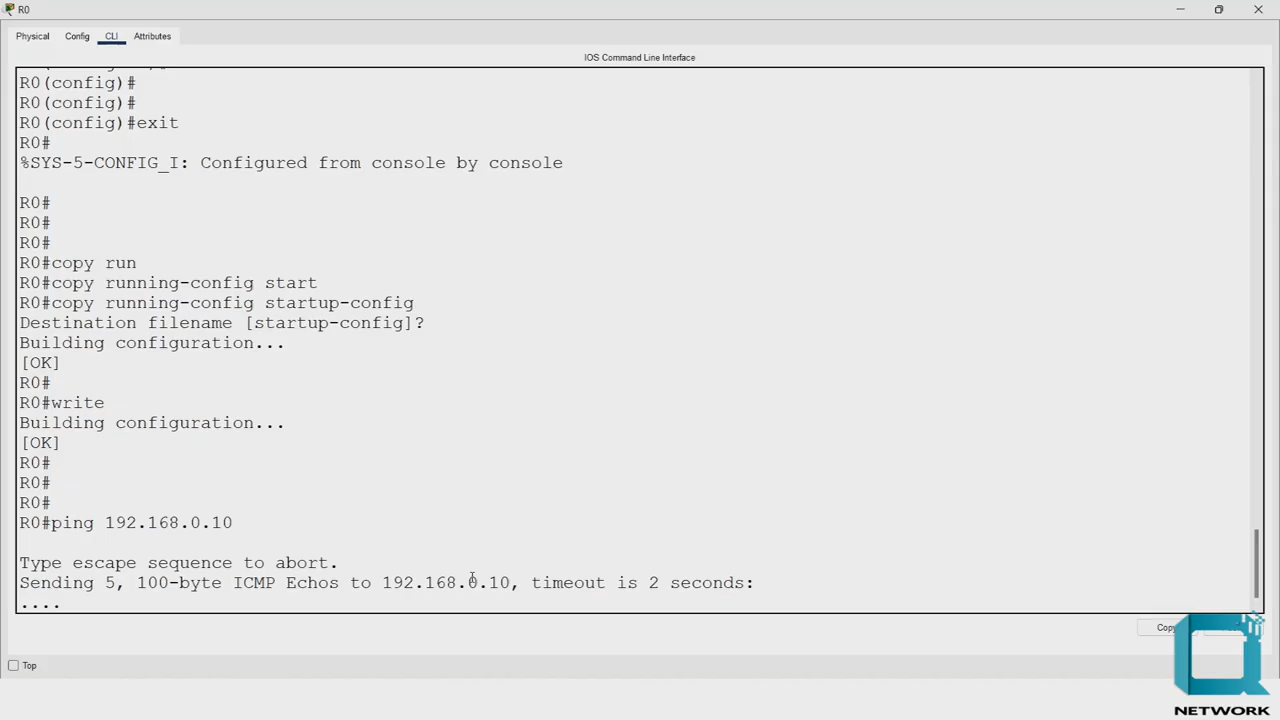 R0
Physical Config CLI Attributes
IOS Command Line Interface
R0(config)#
R0(config)#
R0(config)#exit
R0#
%SYS-5-CONFIG_I: Configured from console by console
R0#
R0#
R0#
R0#copy run
R0#copy running-config start
R0#copy running-config startup-config
Destination filename [startup-config]?
Building configuration...
[OK]
R0#
R0#write
Building configuration...
[OK]
R0#
R0#
R0#
R0#ping 192.168.0.10
Type escape sequence to abort.
Sending 5, 100-byte ICMP Echos to 192.168.0.10, timeout is 2 seconds:
....
Copy
Top
NETWORK